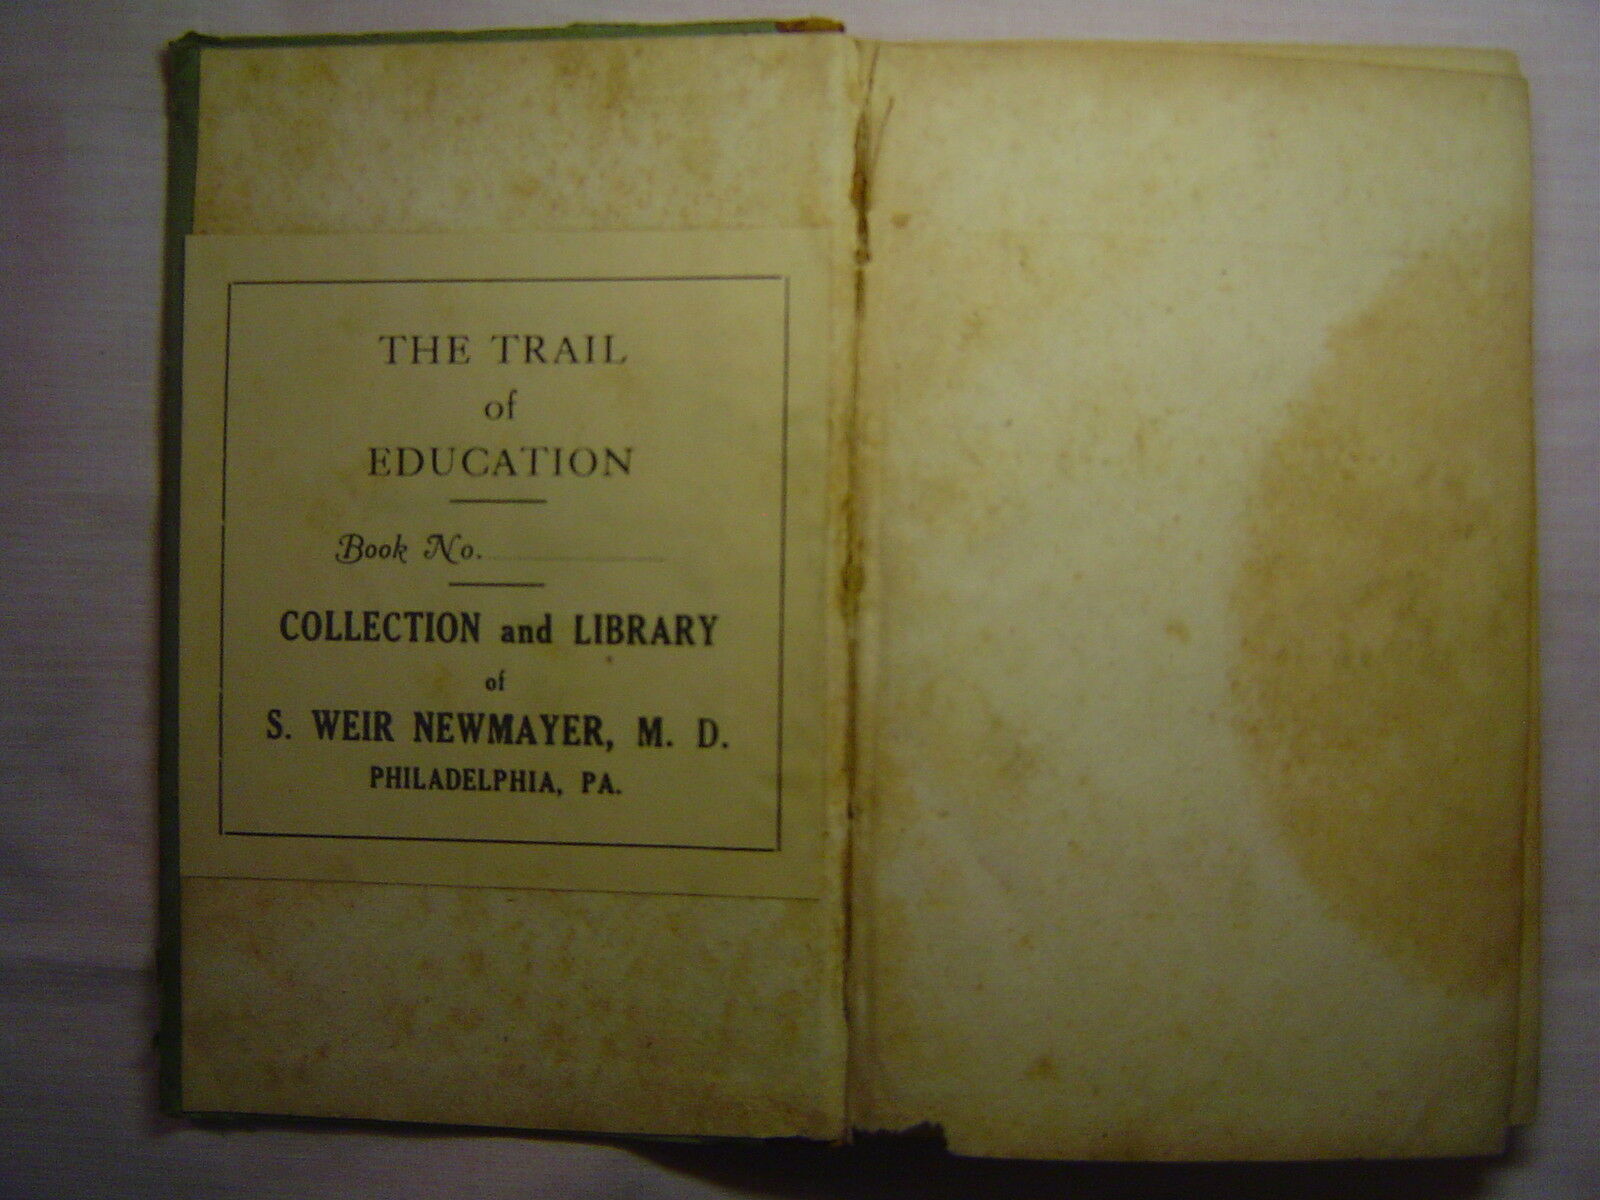 THE TRAIL
of
EDUCATION
Book No.
COLLECTION and LIBRARY
of
S. WEIR NEWMAYER, M. D.
PHILADELPHIA, PA.